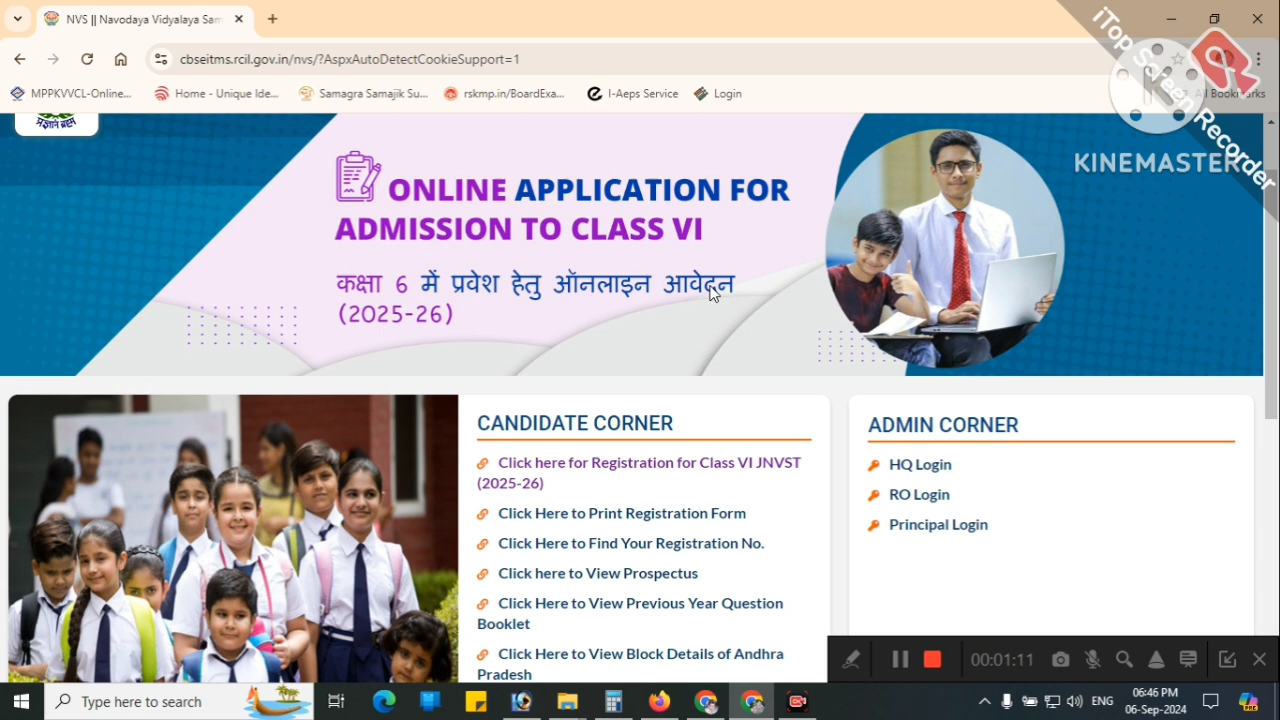 NVS || Navodaya Vidyalaya Sam
cbseitms.rcil.gov.in/nvs/?AspxAutoDetectCookieSupport=1
MPPKVVCL-Online...
Home - Unique Ide...
Samagra Samajik Su...
rskmp.in/BoardExa...
I-Aeps Service
Login
All Bookmarks
iTop Screen Recorder
KINEMASTER
प्रज्ञानं ब्रह्म
ONLINE APPLICATION FOR
ADMISSION TO CLASS VI
कक्षा 6 में प्रवेश हेतु ऑनलाइन आवेदन
(2025-26)
CANDIDATE CORNER
Click here for Registration for Class VI JNVST
(2025-26)
Click Here to Print Registration Form
Click Here to Find Your Registration No.
Click here to View Prospectus
Click Here to View Previous Year Question
Booklet
Click Here to View Block Details of Andhra
Pradesh
ADMIN CORNER
HQ Login
RO Login
Principal Login
00:01:11
Type here to search
ENG
06:46 PM
06-Sep-2024